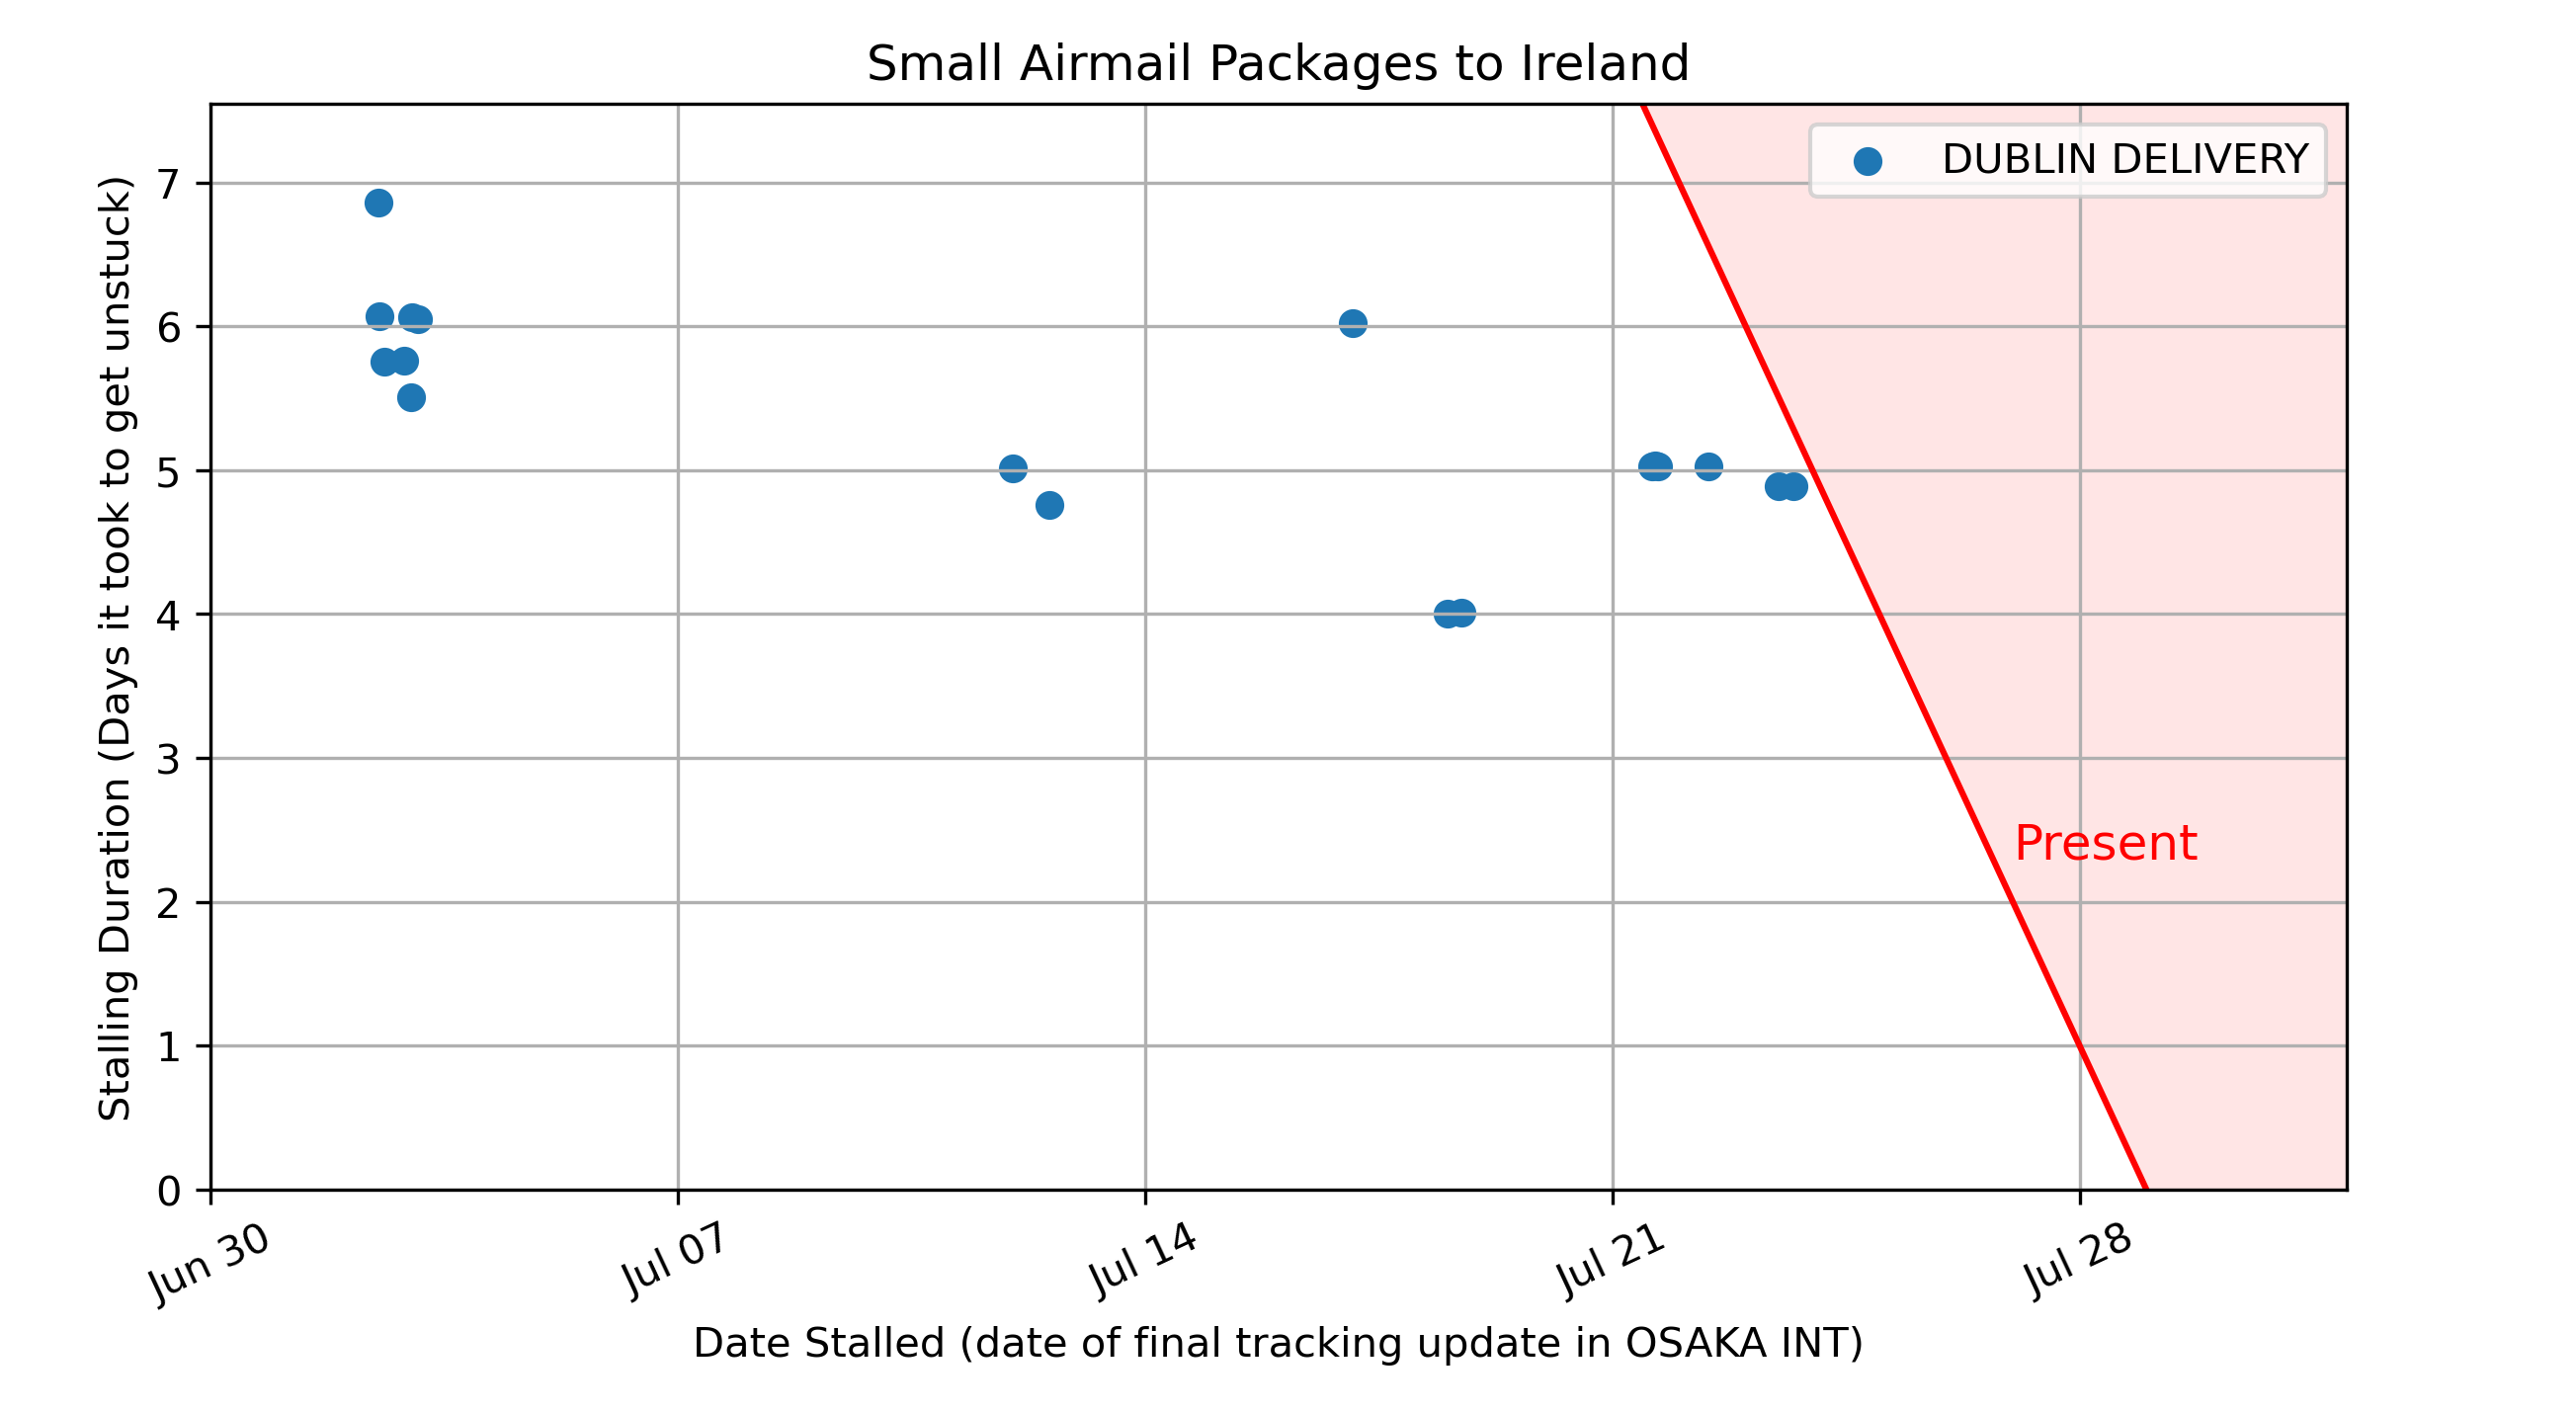 Small Airmail Packages to Ireland
Stalling Duration (Days it took to get unstuck)
7
6
5
4
3
2
1
0
DUBLIN DELIVERY
Present
Jun 30
Jul 07
Jul 14
Jul 21
Jul 28
Date Stalled (date of final tracking update in OSAKA INT)